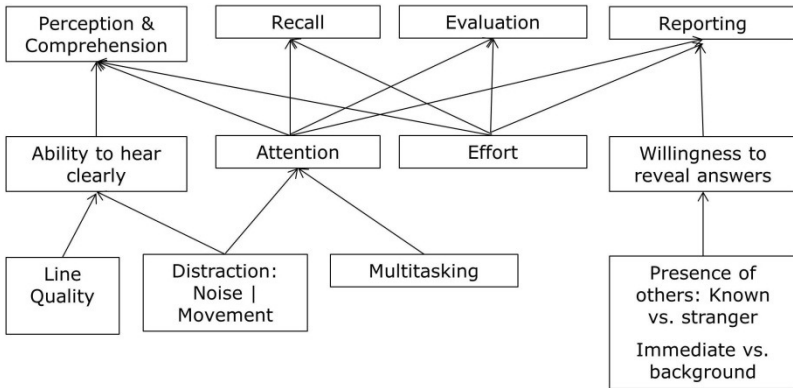 Perception &
Comprehension
Recall
Evaluation
Reporting
Ability to hear
clearly
Attention
Effort
Willingness to
reveal answers
Line
Quality
Distraction:
Noise |
Movement
Multitasking
Presence of
others: Known
vs. stranger
Immediate vs.
background